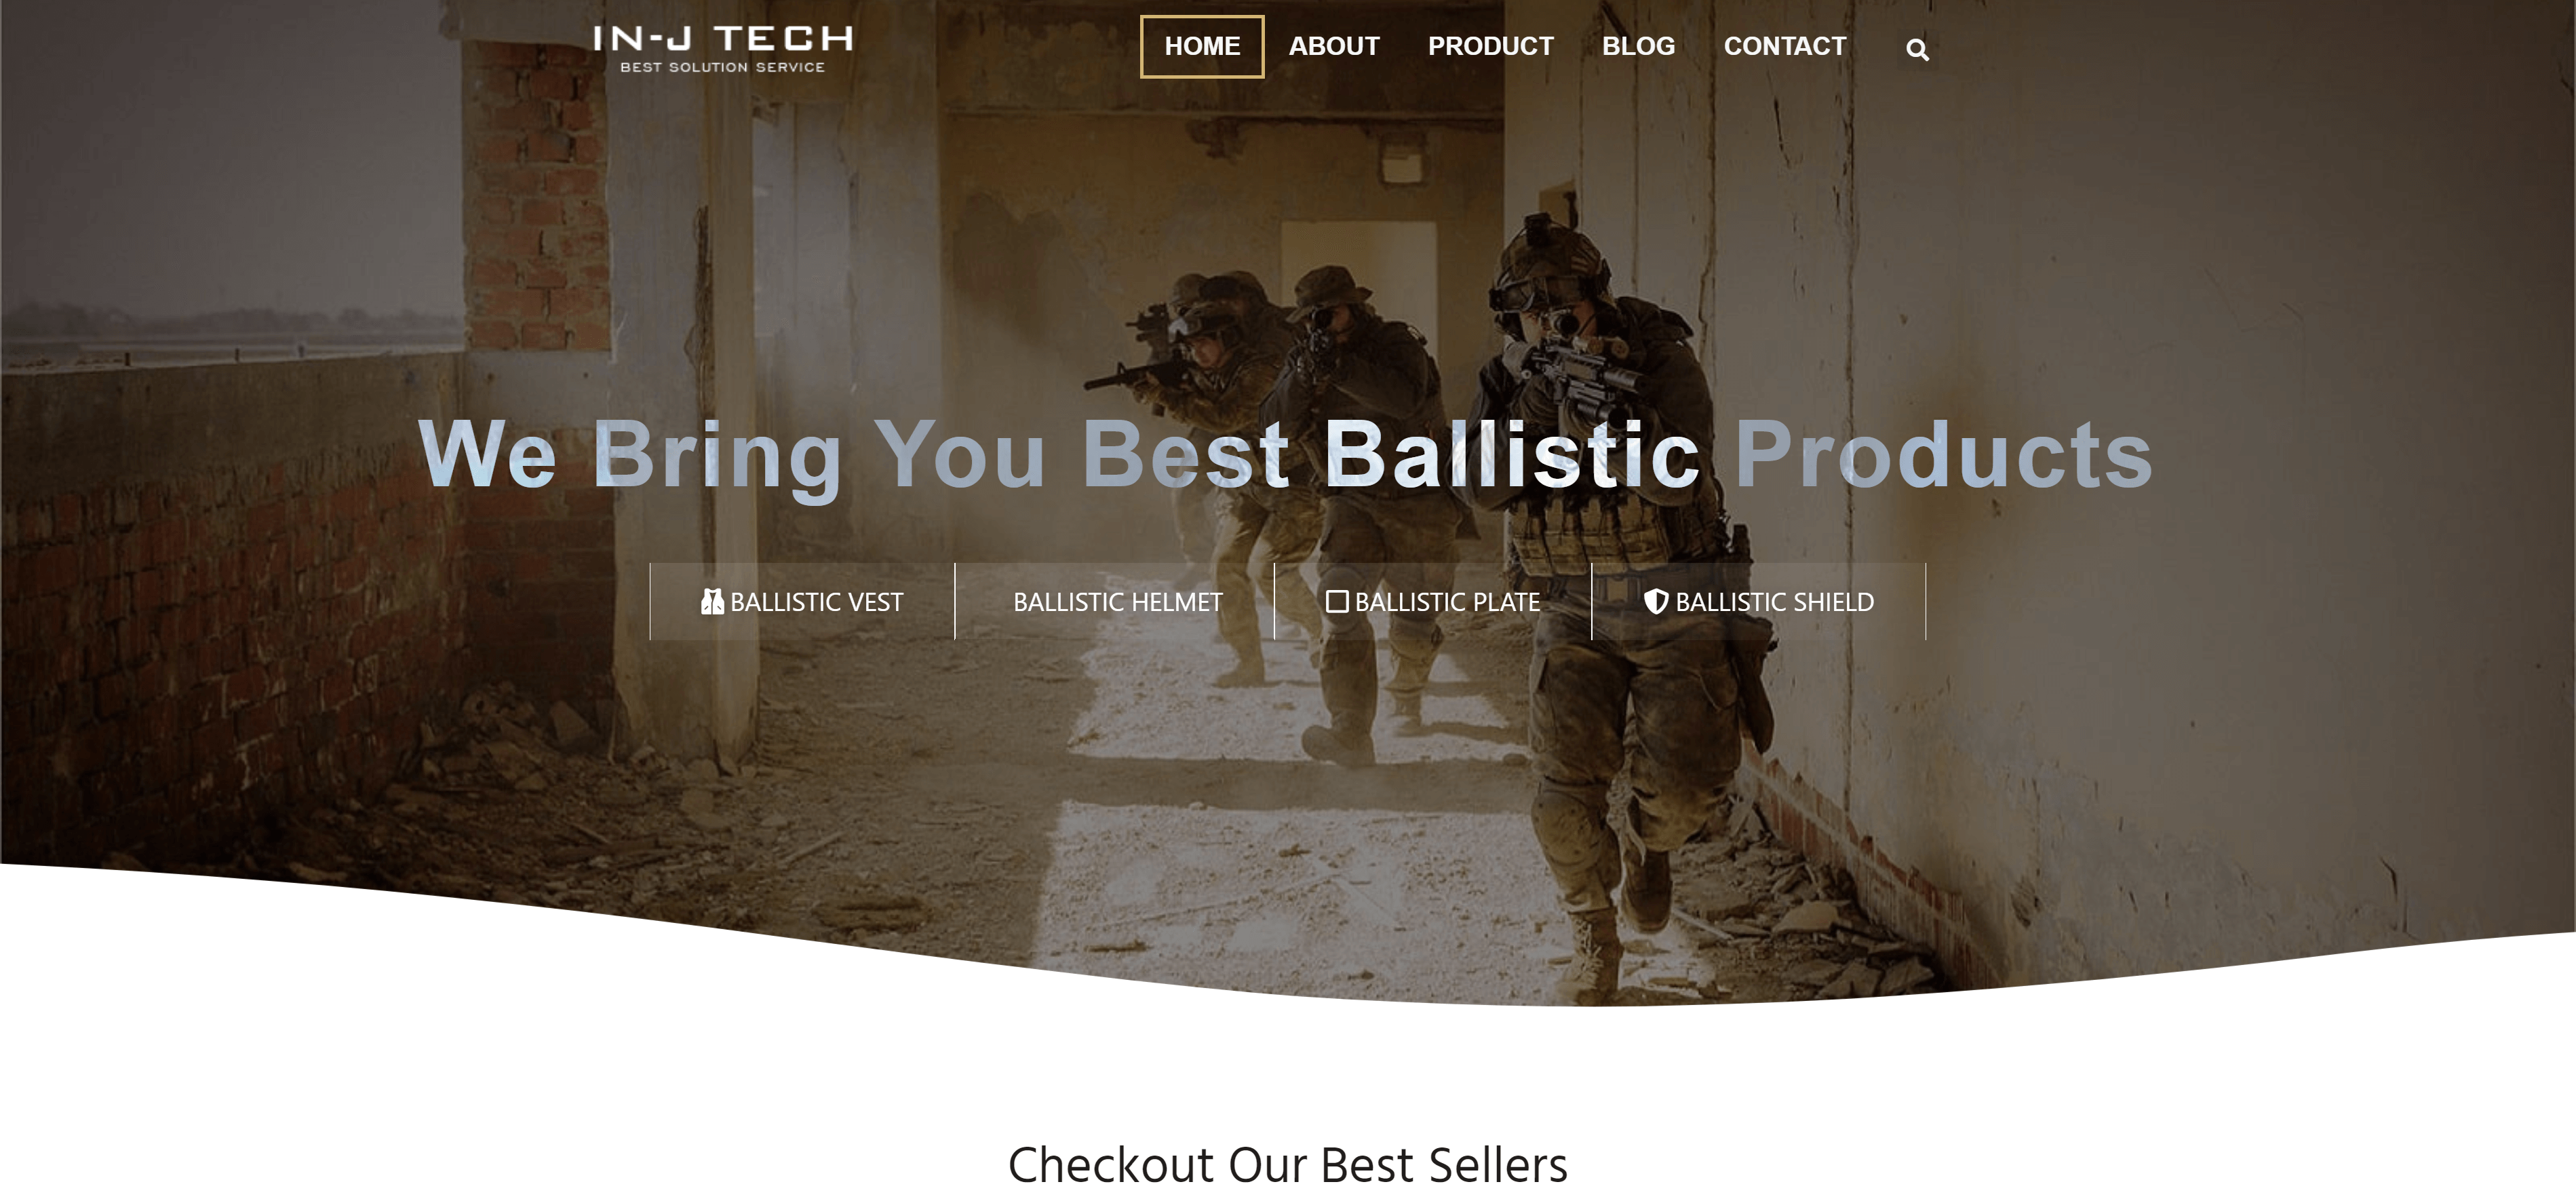 IN-J TECH
BEST SOLUTION SERVICE
HOME ABOUT PRODUCT BLOG CONTACT
We Bring You Best Ballistic Products
BALLISTIC VEST BALLISTIC HELMET BALLISTIC PLATE BALLISTIC SHIELD
Checkout Our Best Sellers